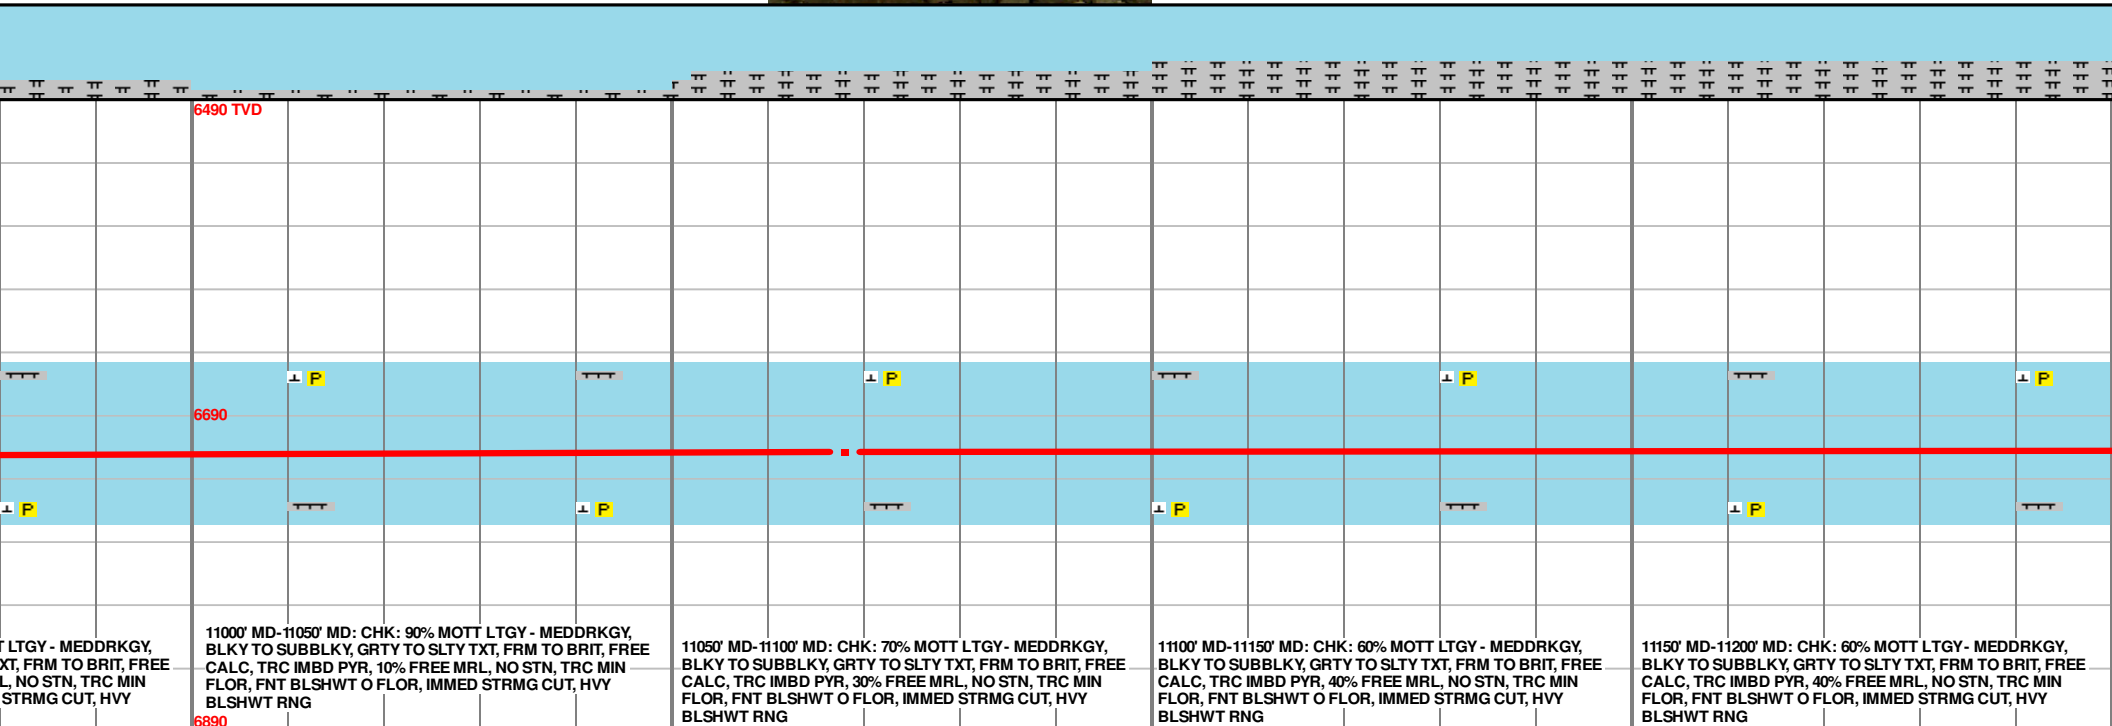 6490 TVD
P
P
P
P
6690
P
P
P
P
T LTGY - MEDDRKGY,
XT, FRM TO BRIT, FREE
L, NO STN, TRC MIN
STRMG CUT, HVY
11000' MD-11050' MD: CHK: 90% MOTT LTGY - MEDDRKGY,
BLKY TO SUBBLKY, GRTY TO SLTY TXT, FRM TO BRIT, FREE
CALC, TRC IMBD PYR, 10% FREE MRL, NO STN, TRC MIN
FLOR, FNT BLSHWT O FLOR, IMMED STRMG CUT, HVY
BLSHWT RNG
6890
11050' MD-11100' MD: CHK: 70% MOTT LTGY - MEDDRKGY,
BLKY TO SUBBLKY, GRTY TO SLTY TXT, FRM TO BRIT, FREE
CALC, TRC IMBD PYR, 30% FREE MRL, NO STN, TRC MIN
FLOR, FNT BLSHWT O FLOR, IMMED STRMG CUT, HVY
BLSHWT RNG
11100' MD-11150' MD: CHK: 60% MOTT LTGY - MEDDRKGY,
BLKY TO SUBBLKY, GRTY TO SLTY TXT, FRM TO BRIT, FREE
CALC, TRC IMBD PYR, 40% FREE MRL, NO STN, TRC MIN
FLOR, FNT BLSHWT O FLOR, IMMED STRMG CUT, HVY
BLSHWT RNG
11150' MD-11200' MD: CHK: 60% MOTT LTGY - MEDDRKGY,
BLKY TO SUBBLKY, GRTY TO SLTY TXT, FRM TO BRIT, FREE
CALC, TRC IMBD PYR, 40% FREE MRL, NO STN, TRC MIN
FLOR, FNT BLSHWT O FLOR, IMMED STRMG CUT, HVY
BLSHWT RNG